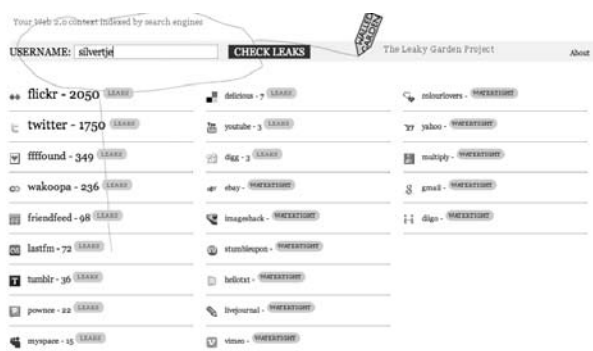 Your Web 2.0 content indexed by search engines
WALLED GARDEN
USERNAME: silvertje CHECK LEAKS
The Leaky Garden Project
About
flickr - 2050 LEAKS
twitter - 1750 LEAKS
ffffound - 349 LEAKS
wakoopa - 236 LEAKS
friendfeed - 98 LEAKS
lastfm - 72 LEAKS
tumblr - 36 LEAKS
pownce - 22 LEAKS
myspace - 15 LEAKS
delicious - 7 LEAKS
youtube - 3 LEAKS
digg - 3 LEAKS
ebay - WATERTIGHT
imageshack - WATERTIGHT
stumbleupon - WATERTIGHT
hellotxt - WATERTIGHT
livejournal - WATERTIGHT
vimeo - WATERTIGHT
colourlovers - WATERTIGHT
yahoo - WATERTIGHT
multiply - WATERTIGHT
gmail - WATERTIGHT
diigo - WATERTIGHT